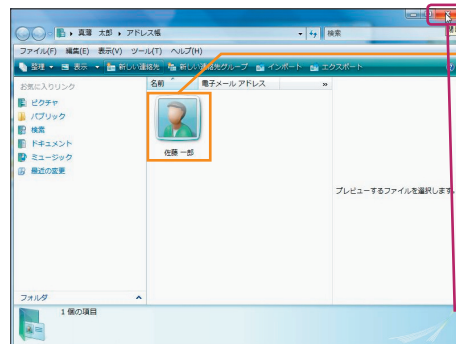 真薄 太郎 ▸ アドレス帳
検索
ファイル(F) 編集(E) 表示(V) ツール(T) ヘルプ(H)
整理 表示 新しい連絡先 新しい連絡先グループ インポート エクスポート
お気に入りリンク
名前 電子メール アドレス »
ピクチャ
パブリック
検索
ドキュメント
ミュージック
最近の変更
佐藤 一郎
プレビューするファイルを選択します。
フォルダ
1 個の項目